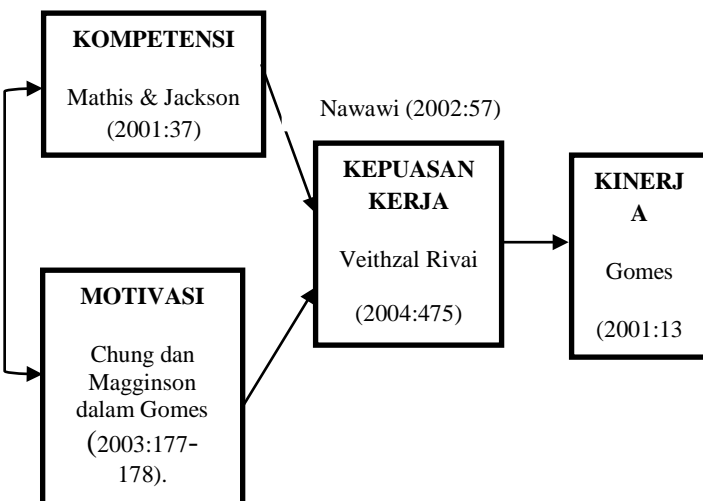 KOMPETENSI
Mathis & Jackson
(2001:37)
Nawawi (2002:57)
KEPUASAN
KERJA
Veithzal Rivai
(2004:475)
KINERJ
A
Gomes
(2001:13
MOTIVASI
Chung dan
Magginson
dalam Gomes
(2003:177-
178).